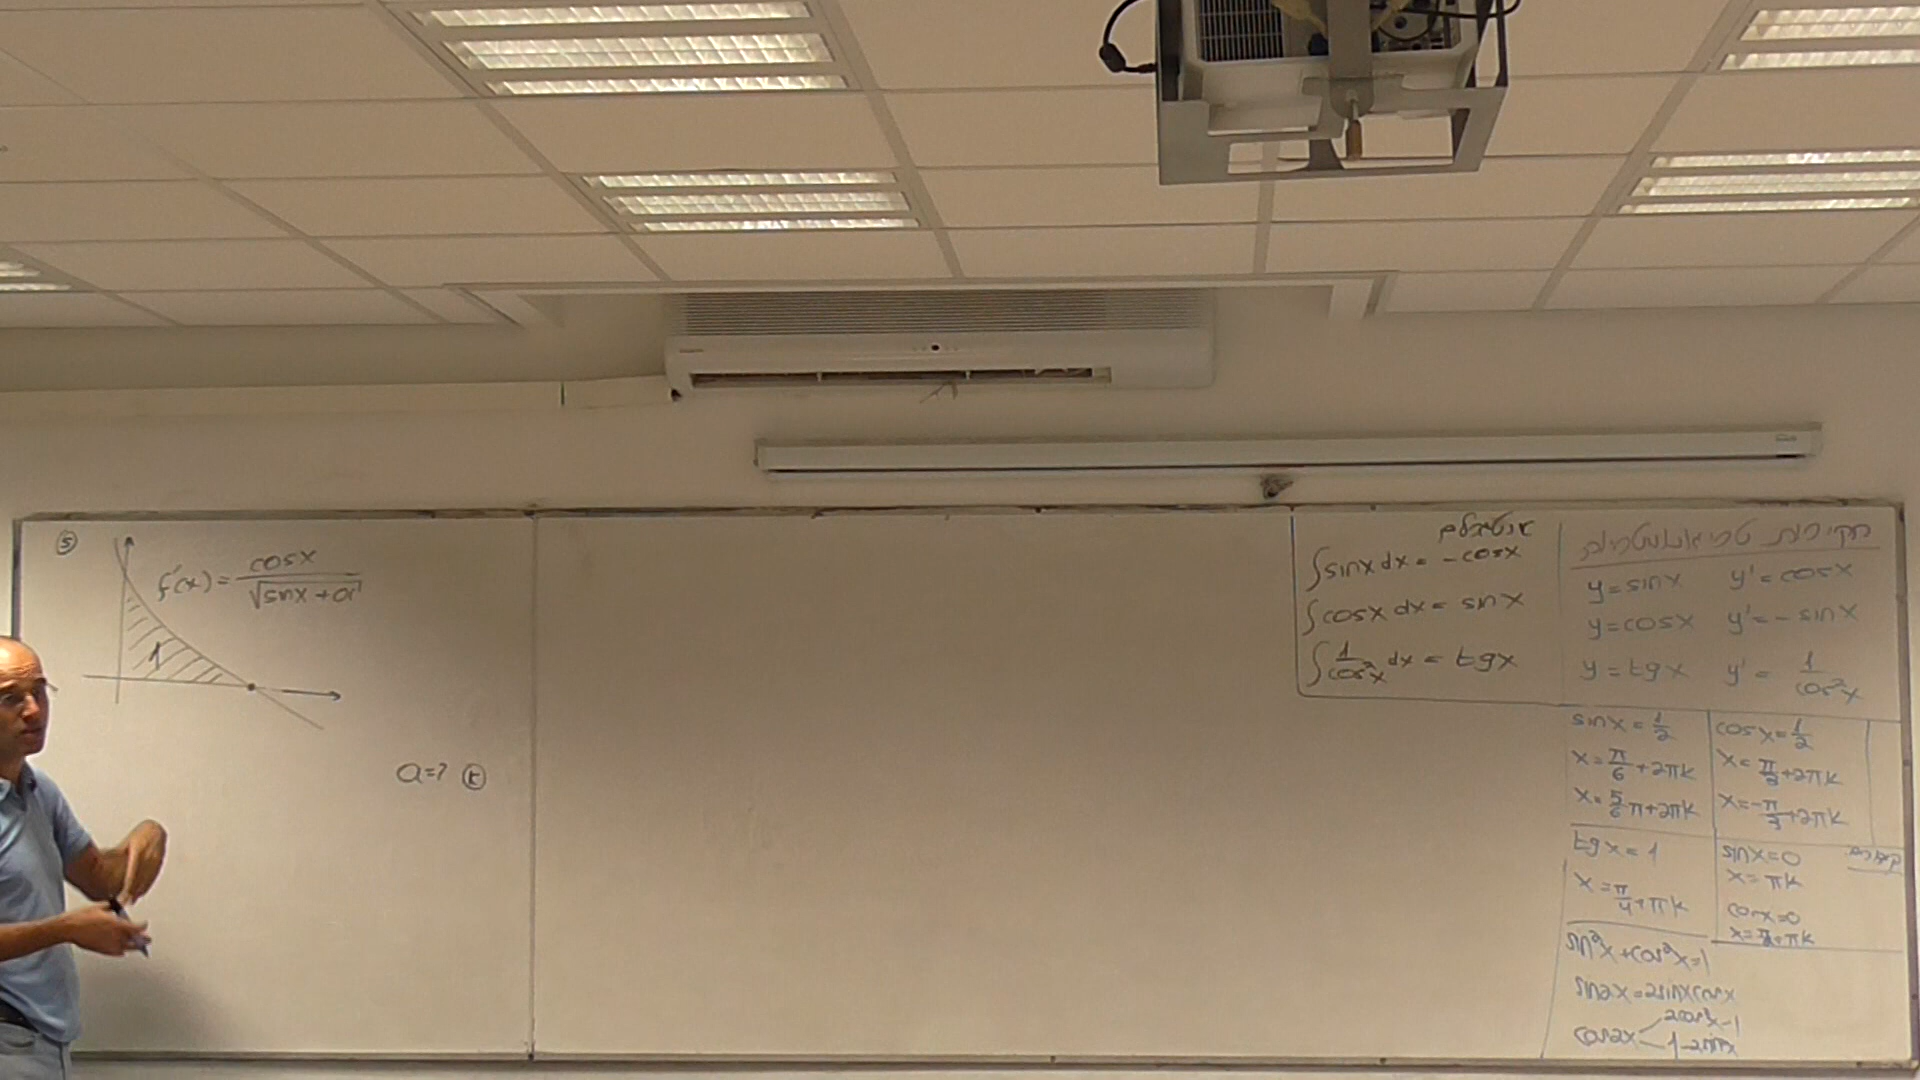 ⑤
f'(x) = cosx / √(sinx + a)
1
a=? א
אינטגרלים
∫sinx dx = -cosx
∫cosx dx = sinx
∫1/cos²x dx = tgx
y=sinx y'=cosx
y=cosx y'=-sinx
y=tgx y'=1/cos²x
sinx=1/2
x=π/6+2πk
x=5/6π+2πk
cosx=1/2
x=π/3+2πk
x=-π/3+2πk
tgx=1
x=π/4+πk
sinx=0
x=πk
cosx=0
x=π/2+πk
sin²x+cos²x=1
sin2x=2sinxcosx
cos2x
2cos²x-1
1-2sin²x